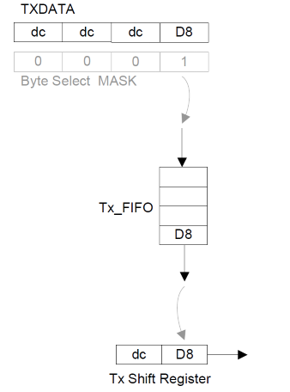 TXDATA
dc dc dc D8
0 0 0 1
Byte Select MASK
Tx_FIFO
D8
dc D8
Tx Shift Register